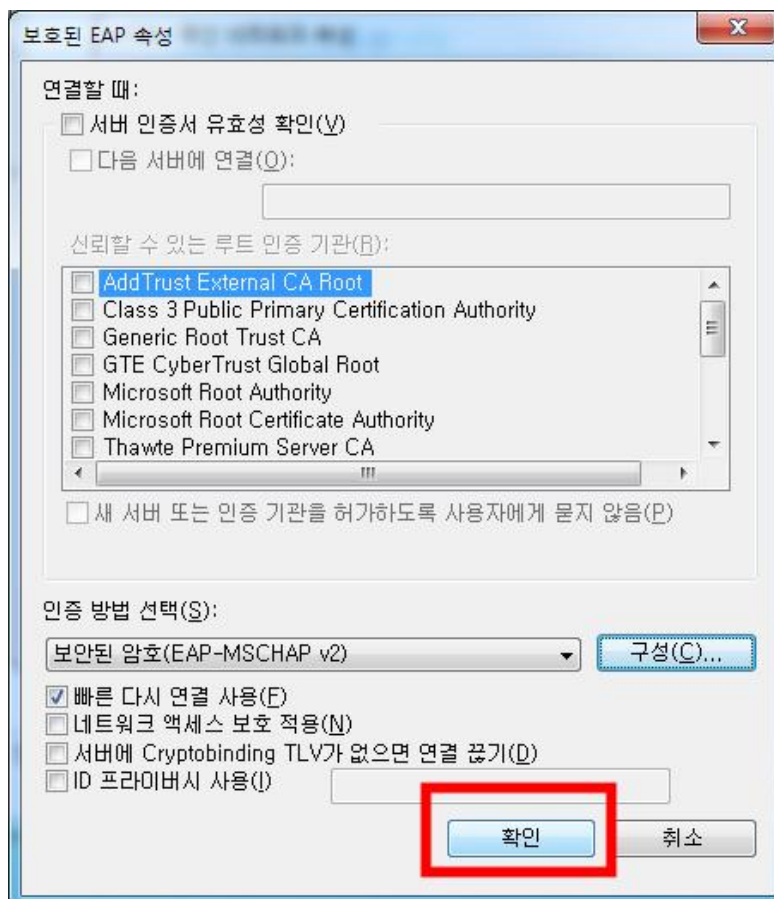 보호된 EAP 속성
연결할 때:
서버 인증서 유효성 확인(V)
다음 서버에 연결(O):
신뢰할 수 있는 루트 인증 기관(R):
AddTrust External CA Root
Class 3 Public Primary Certification Authority
Generic Root Trust CA
GTE CyberTrust Global Root
Microsoft Root Authority
Microsoft Root Certificate Authority
Thawte Premium Server CA
새 서버 또는 인증 기관을 허가하도록 사용자에게 묻지 않음(P)
인증 방법 선택(S):
보안된 암호(EAP-MSCHAP v2)
구성(C)...
빠른 다시 연결 사용(F)
네트워크 액세스 보호 적용(N)
서버에 Cryptobinding TLV가 없으면 연결 끊기(D)
ID 프라이버시 사용(I)
확인
취소